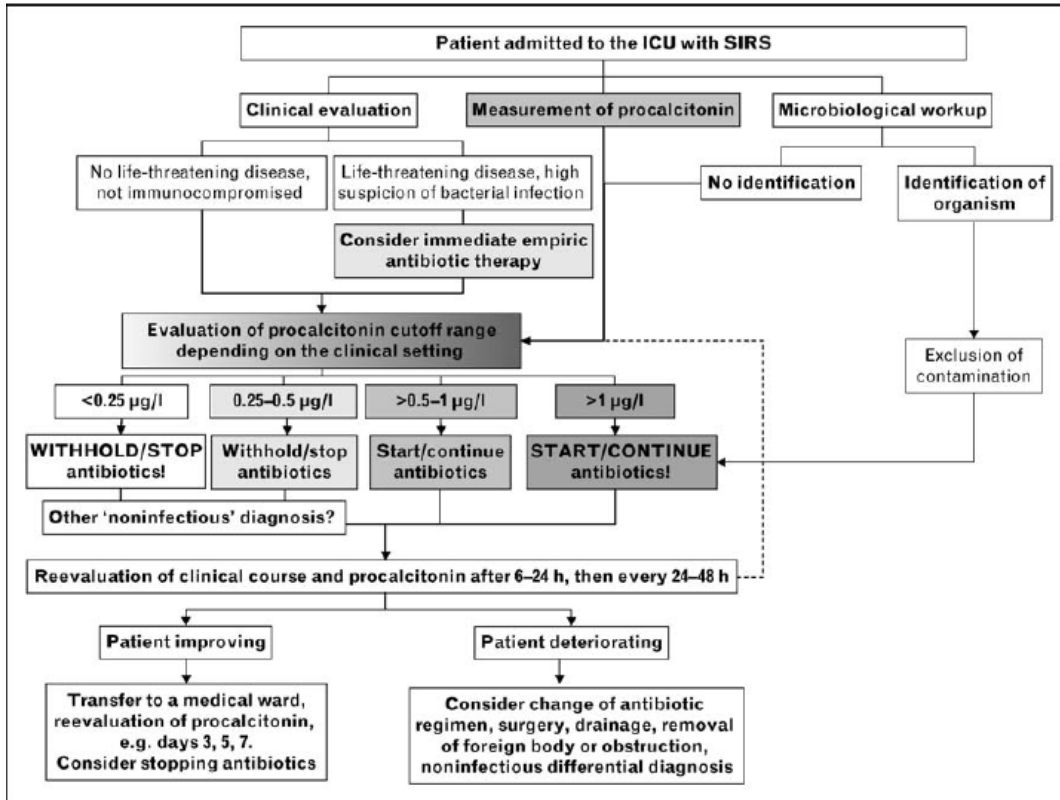 Patient admitted to the ICU with SIRS
Clinical evaluation
Measurement of procalcitonin
Microbiological workup
No life-threatening disease,
not immunocompromised
Life-threatening disease, high
suspicion of bacterial infection
No identification
Identification of
organism
Consider immediate empiric
antibiotic therapy
Evaluation of procalcitonin cutoff range
depending on the clinical setting
Exclusion of
contamination
<0.25 µg/l
0.25–0.5 µg/l
>0.5–1 µg/l
>1 µg/l
WITHHOLD/STOP
antibiotics!
Withhold/stop
antibiotics
Start/continue
antibiotics
START/CONTINUE
antibiotics!
Other ‘noninfectious’ diagnosis?
Reevaluation of clinical course and procalcitonin after 6–24 h, then every 24–48 h
Patient improving
Patient deteriorating
Transfer to a medical ward,
reevaluation of procalcitonin,
e.g. days 3, 5, 7.
Consider stopping antibiotics
Consider change of antibiotic
regimen, surgery, drainage, removal
of foreign body or obstruction,
noninfectious differential diagnosis